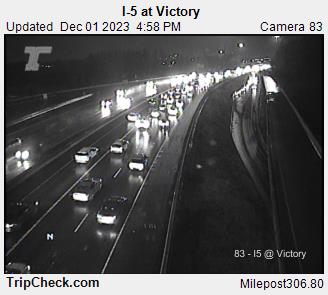 I-5 at Victory
Updated Dec 01 2023 4:58 PM Camera 83
T
N
83 - I5 @ Victory
TripCheck.com Milepost306.80